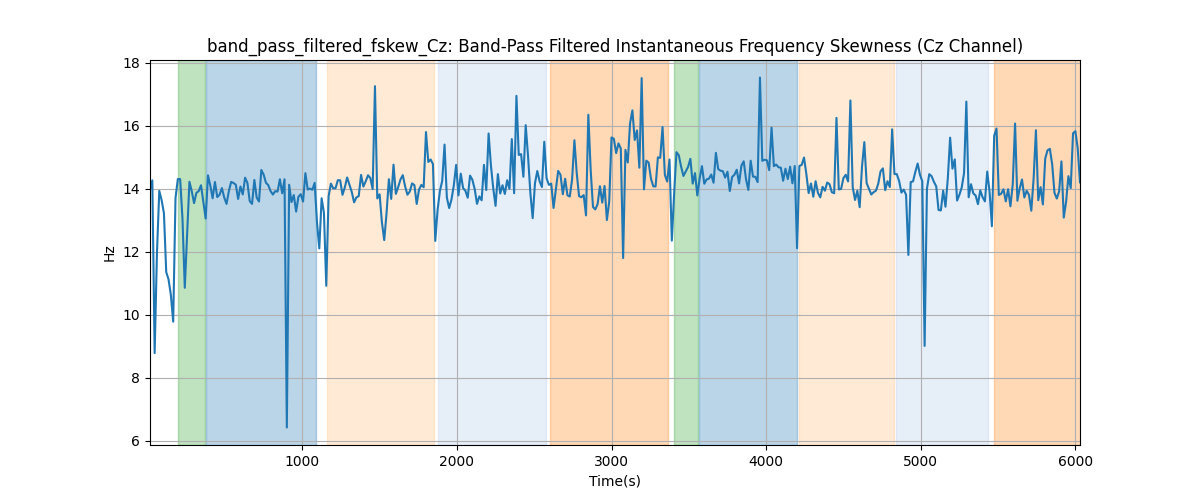 band_pass_filtered_fskew_Cz: Band-Pass Filtered Instantaneous Frequency Skewness (Cz Channel)
18
16
14
12
10
8
6
Hz
1000 2000 3000 4000 5000 6000
Time(s)